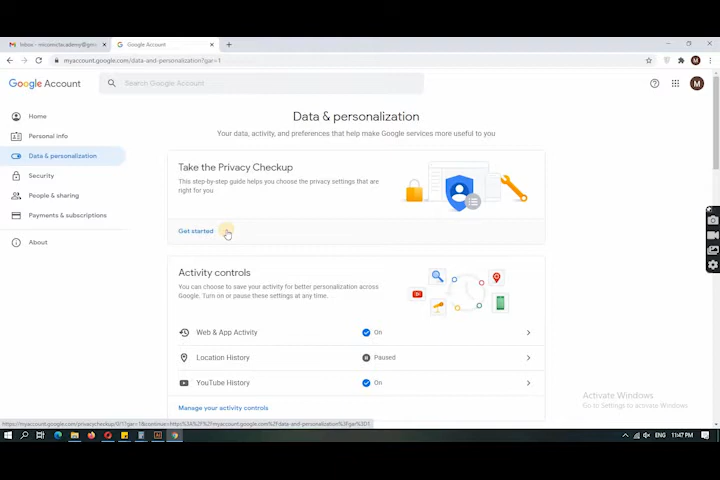 Inbox - micromcbacademy@gma
Google Account
myaccount.google.com/data-and-personalization?gar=1
M
Google Account
Search Google Account
M
Home
Personal info
Data & personalization
Security
People & sharing
Payments & subscriptions
About
Data & personalization
Your data, activity, and preferences that help make Google services more useful to you
Take the Privacy Checkup
This step-by-step guide helps you choose the privacy settings that are
right for you
Get started
Activity controls
You can choose to save your activity for better personalization across
Google. Turn on or pause these settings at any time.
Web & App Activity
On
Location History
Paused
YouTube History
On
Manage your activity controls
Activate Windows
Go to Settings to activate Windows.
ENG
11:47 PM